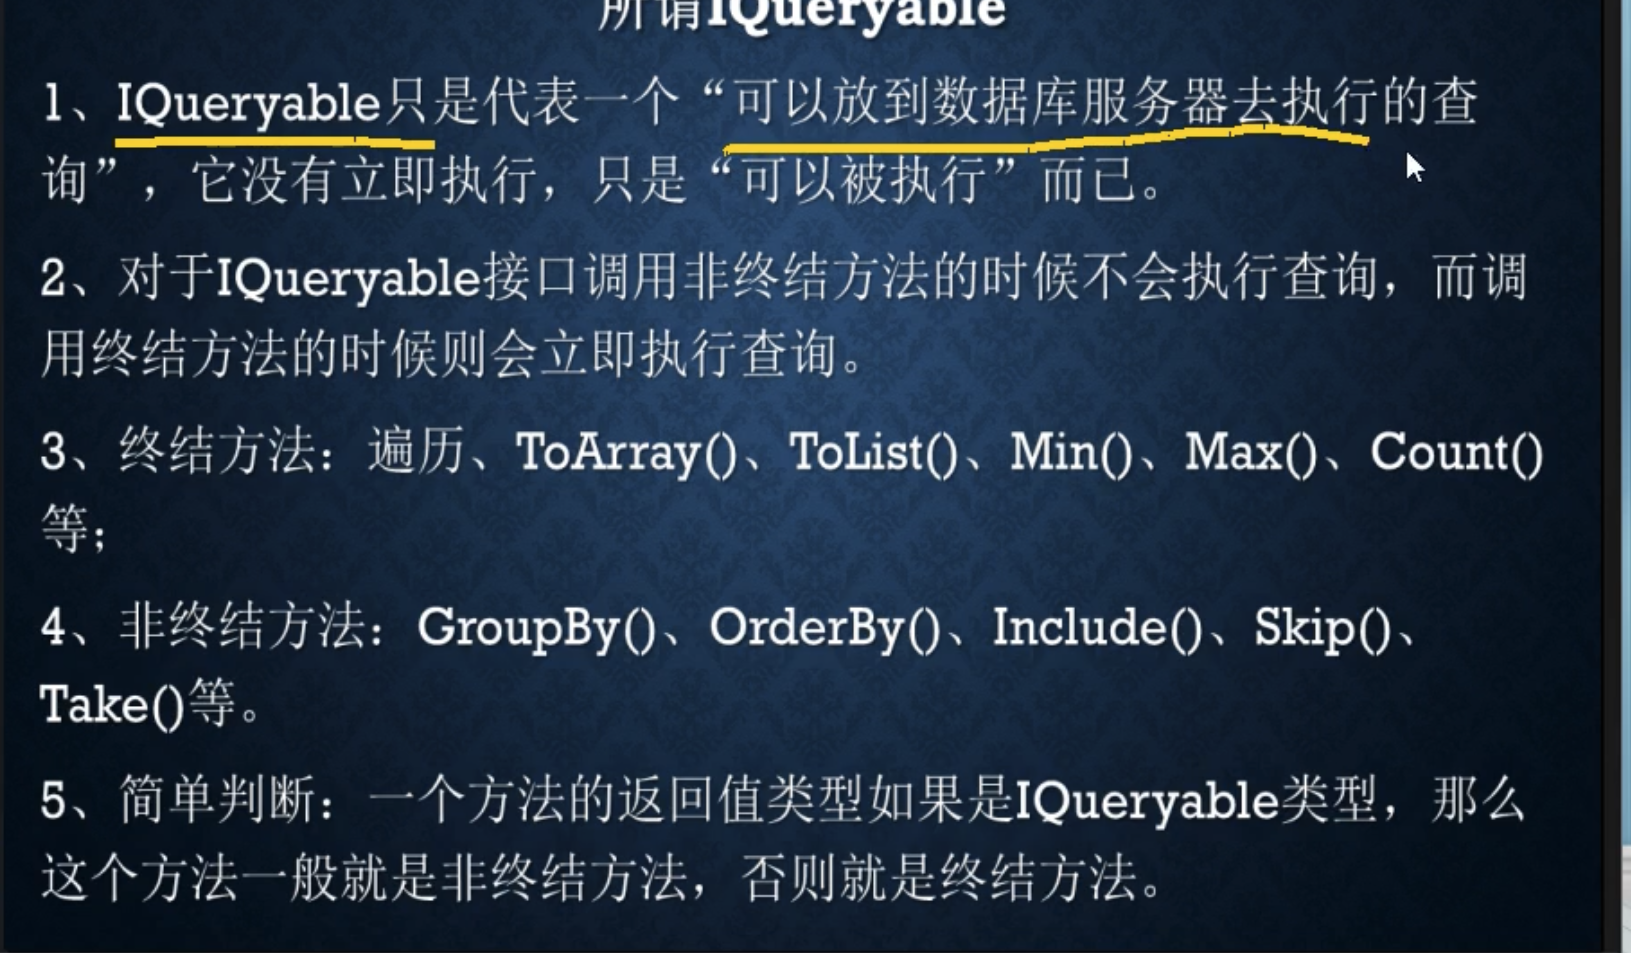 所谓IQueryable
1、IQueryable只是代表一个“可以放到数据库服务器去执行的查
询”，它没有立即执行，只是“可以被执行”而已。
2、对于IQueryable接口调用非终结方法的时候不会执行查询，而调
用终结方法的时候则会立即执行查询。
3、终结方法：遍历、ToArray()、ToList()、Min()、Max()、Count()
等；
4、非终结方法：GroupBy()、OrderBy()、Include()、Skip()、
Take()等。
5、简单判断：一个方法的返回值类型如果是IQueryable类型，那么
这个方法一般就是非终结方法，否则就是终结方法。